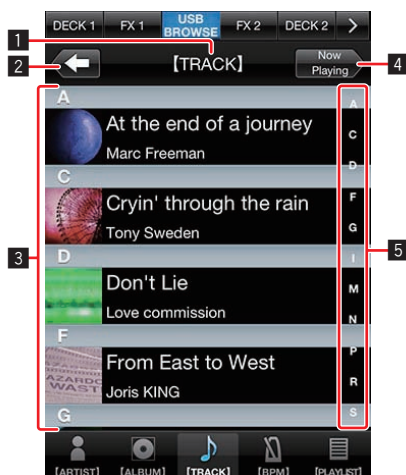 DECK 1 FX 1 USB BROWSE FX 2 DECK 2 >
1
2 【TRACK】 Now Playing 4
A
At the end of a journey
Marc Freeman
C
Cryin' through the rain
Tony Sweden
3
D
Don't Lie
Love commission
F
From East to West
Joris KING
G
A
C
D
F
G
I
5
M
N
P
R
S
AZARDO
WAST
[ARTIST] [ALBUM] [TRACK] [BPM] [PLAYLIST]